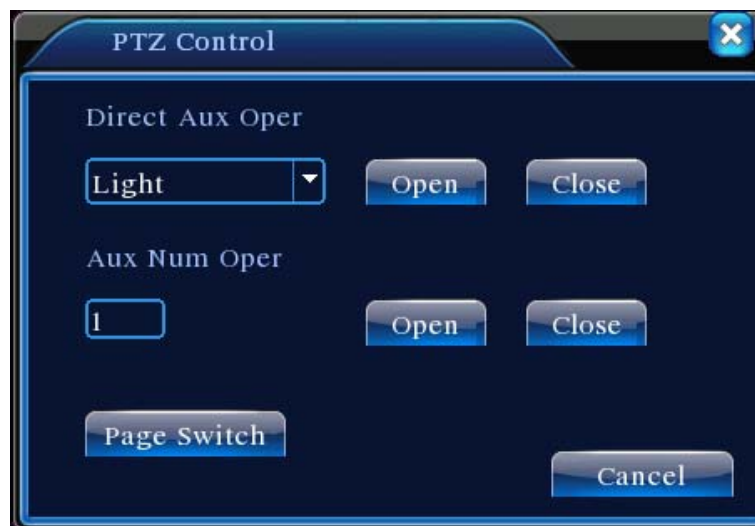 PTZ Control
Direct Aux Oper
Light Open Close
Aux Num Oper
1 Open Close
Page Switch
Cancel